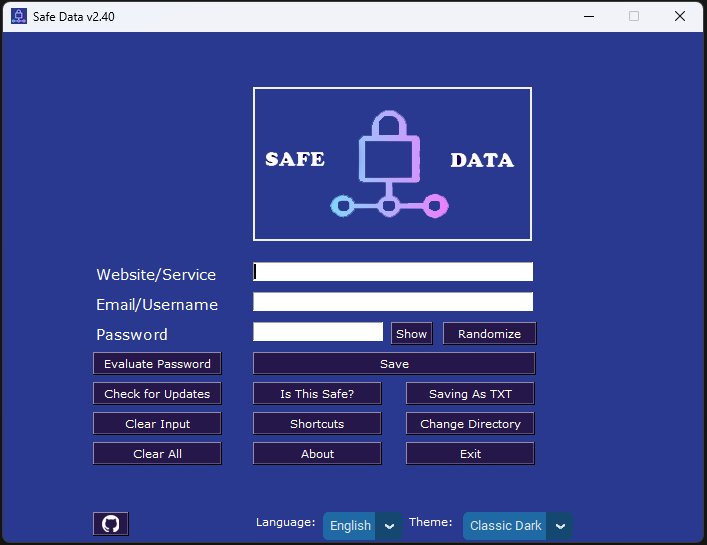 Safe Data v2.40
SAFE DATA
Website/Service
Email/Username
Password Show Randomize
Evaluate Password Save
Check for Updates Is This Safe? Saving As TXT
Clear Input Shortcuts Change Directory
Clear All About Exit
Language: English Theme: Classic Dark